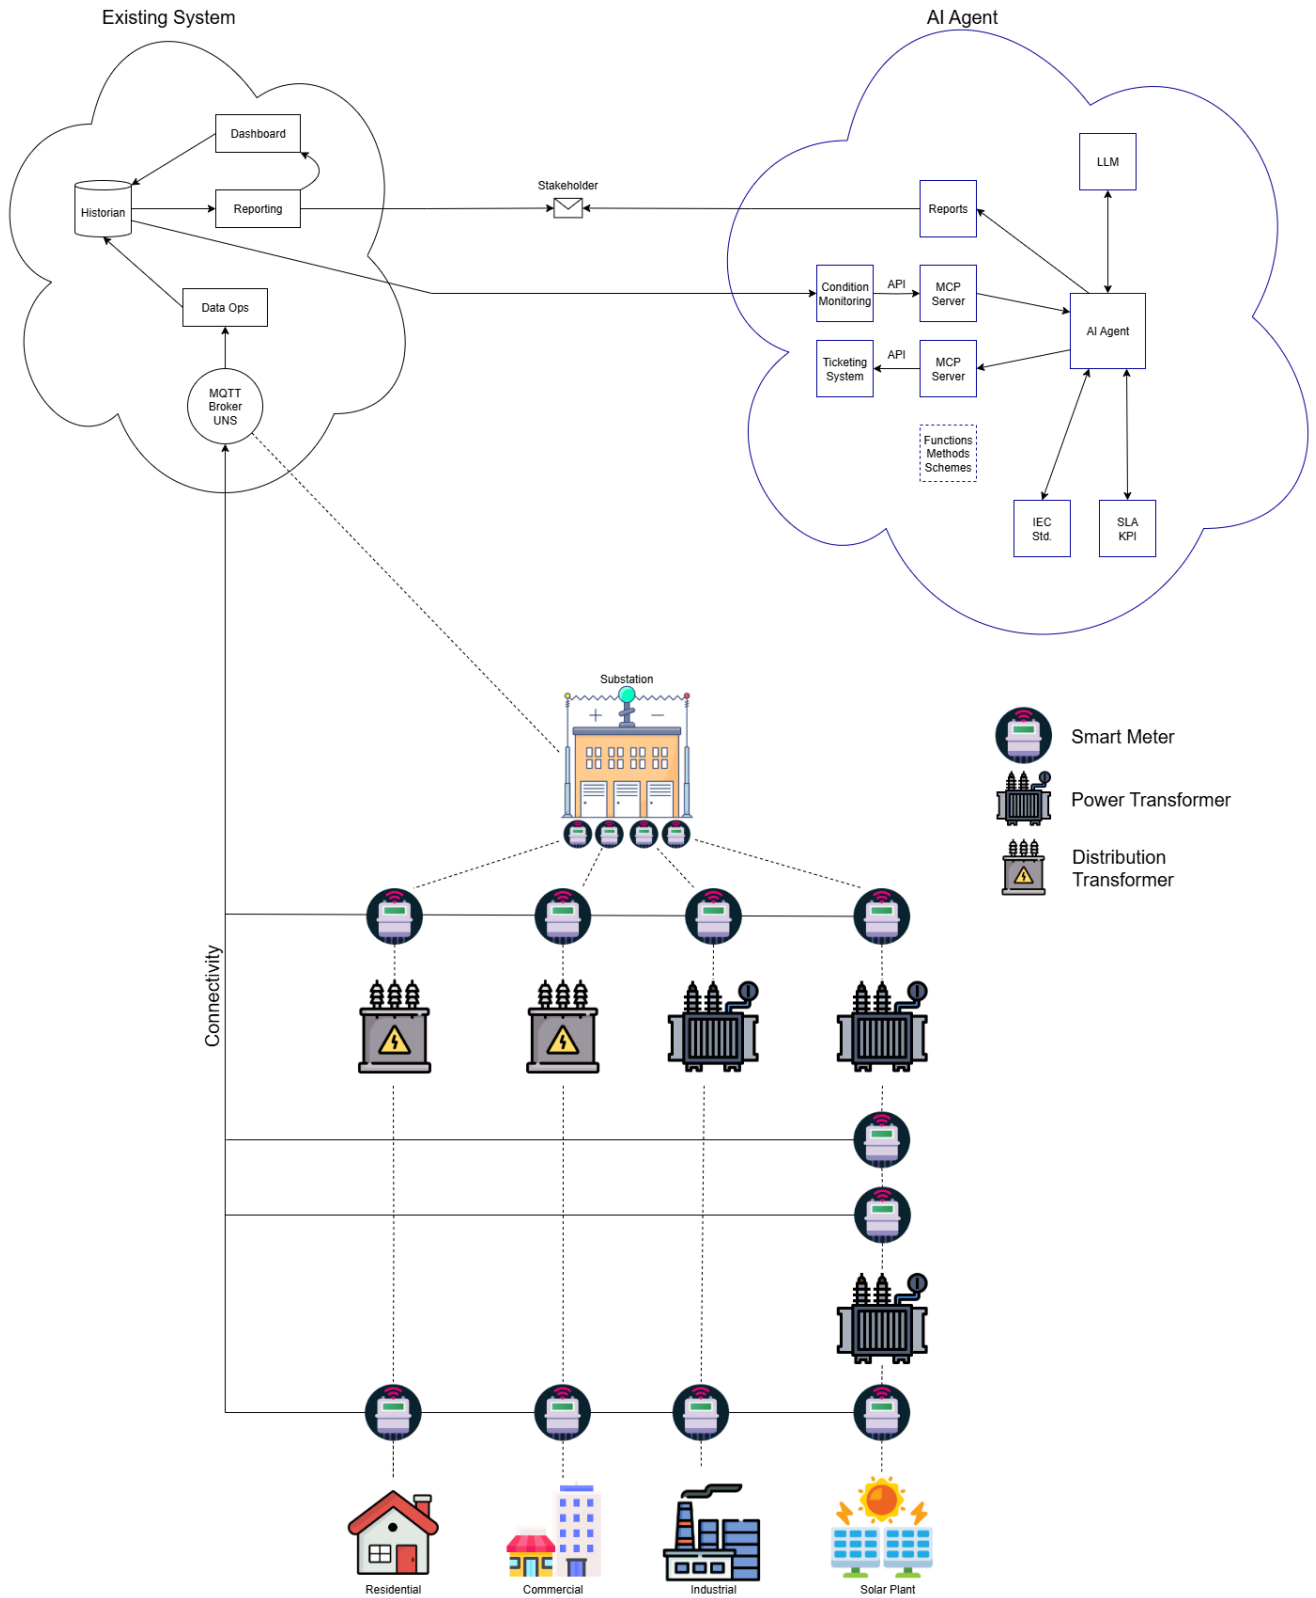 Existing System
AI Agent
Dashboard
LLM
Stakeholder
Historian
Reporting
Reports
Condition
Monitoring
API
MCP
Server
Data Ops
AI Agent
Ticketing
System
API
MCP
Server
MQTT
Broker
UNS
Functions
Methods
Schemes
IEC
Std.
SLA
KPI
Substation
Smart Meter
Power Transformer
Distribution
Transformer
Connectivity
Residential
Commercial
Industrial
Solar Plant